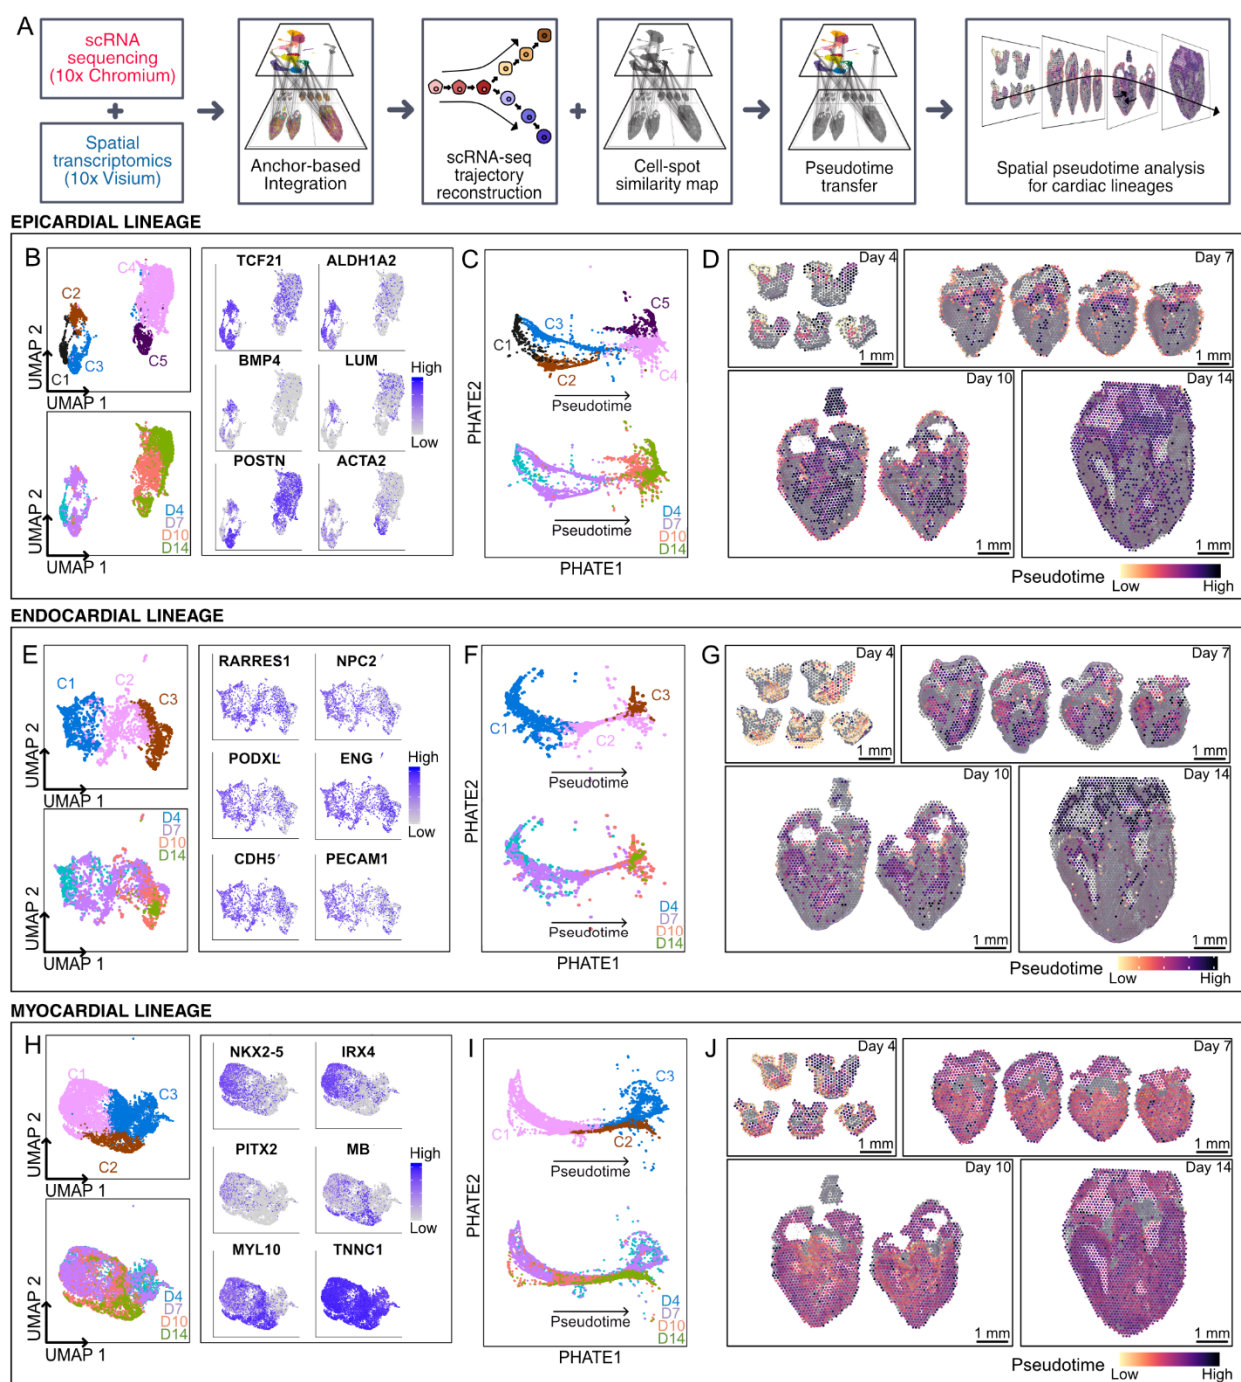 A
scRNA
sequencing
(10x Chromium)
+
Spatial
transcriptomics
(10x Visium)
Anchor-based
Integration
scRNA-seq
trajectory
reconstruction
+
Cell-spot
similarity map
Pseudotime
transfer
Spatial pseudotime analysis
for cardiac lineages
EPICARDIAL LINEAGE
B
C4
C2
C3
C5
C1
UMAP 2
UMAP 1
D4
D7
D10
D14
UMAP 2
UMAP 1
TCF21 ALDH1A2
BMP4 LUM
POSTN ACTA2
High
Low
C
C5
C3
C1
C4
C2
Pseudotime
D4
D7
D10
D14
Pseudotime
PHATE2
PHATE1
D
Day 4
1 mm
Day 7
1 mm
Day 10
1 mm
Day 14
1 mm
Pseudotime
Low High
ENDOCARDIAL LINEAGE
E
C1
C2
C3
UMAP 2
UMAP 1
D4
D7
D10
D14
UMAP 2
UMAP 1
RARRES1 NPC2
PODXL ENG
CDH5 PECAM1
High
Low
F
C3
C1
C2
Pseudotime
D4
D7
D10
D14
Pseudotime
PHATE2
PHATE1
G
Day 4
1 mm
Day 7
1 mm
Day 10
1 mm
Day 14
1 mm
Pseudotime
Low High
MYOCARDIAL LINEAGE
H
C1
C3
C2
UMAP 2
UMAP 1
D4
D7
D10
D14
UMAP 2
UMAP 1
NKX2-5 IRX4
PITX2 MB
MYL10 TNNC1
High
Low
I
C3
C1
C2
Pseudotime
D4
D7
D10
D14
Pseudotime
PHATE2
PHATE1
J
Day 4
1 mm
Day 7
1 mm
Day 10
1 mm
Day 14
1 mm
Pseudotime
Low High